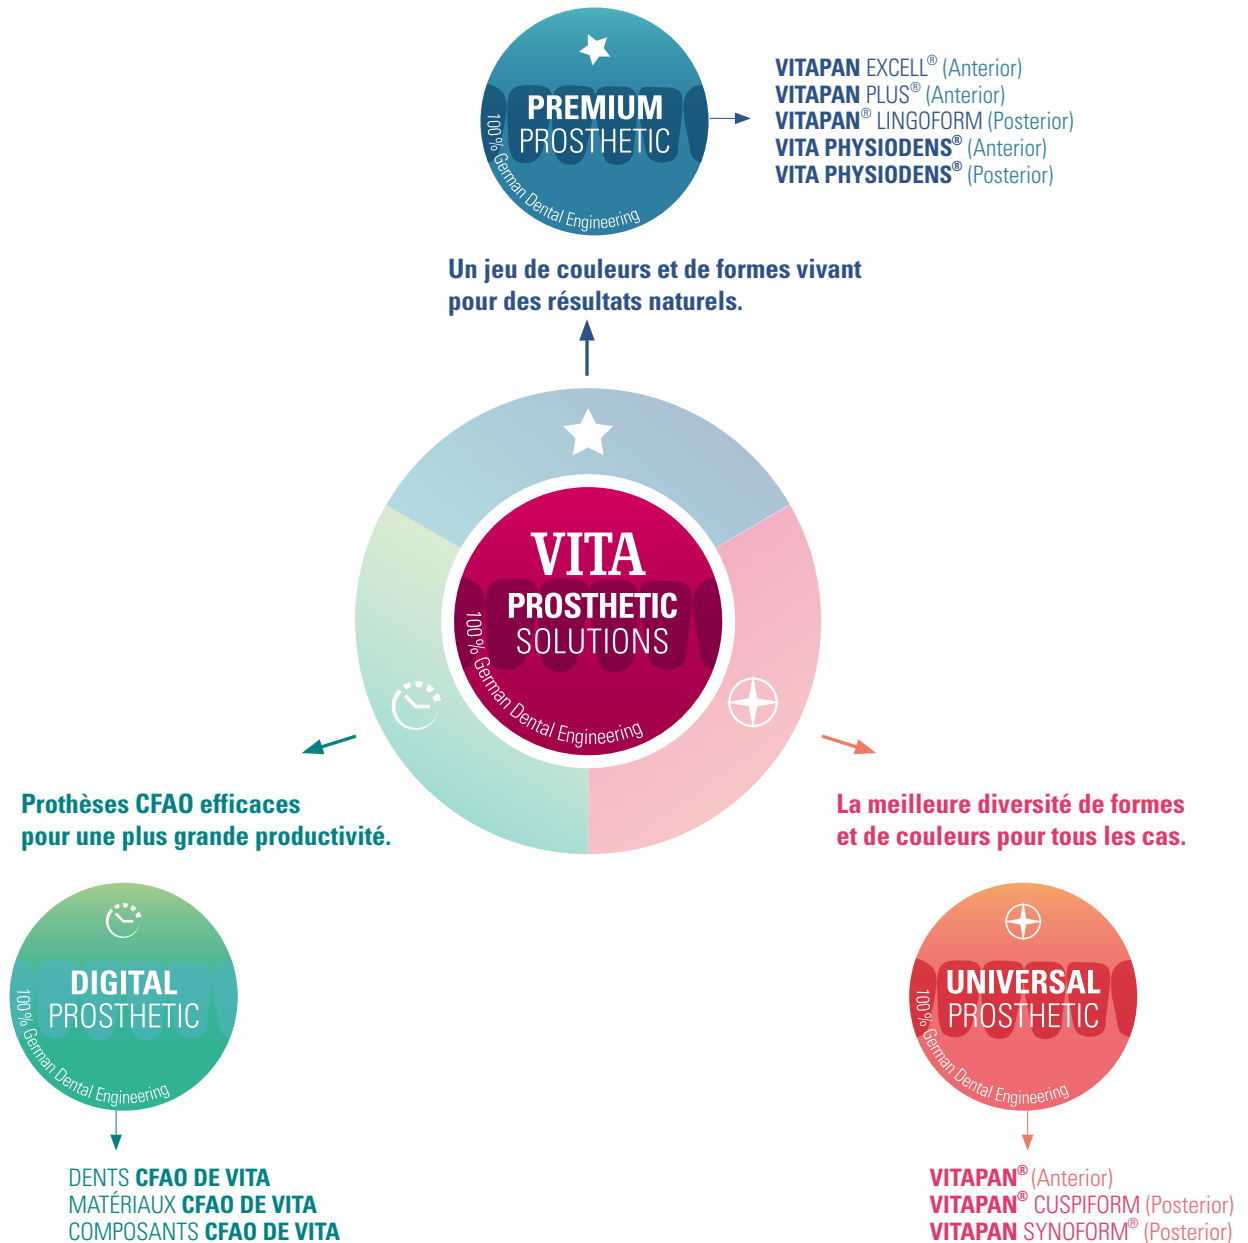 PREMIUM
PROSTHETIC
100% German Dental Engineering
VITAPAN EXCELL® (Anterior)
VITAPAN PLUS® (Anterior)
VITAPAN® LINGOFORM (Posterior)
VITA PHYSIODENS® (Anterior)
VITA PHYSIODENS® (Posterior)
Un jeu de couleurs et de formes vivant
pour des résultats naturels.
VITA
PROSTHETIC
SOLUTIONS
100% German Dental Engineering
Prothèses CFAO efficaces
pour une plus grande productivité.
DIGITAL
PROSTHETIC
100% German Dental Engineering
DENTS CFAO DE VITA
MATÉRIAUX CFAO DE VITA
COMPOSANTS CFAO DE VITA
La meilleure diversité de formes
et de couleurs pour tous les cas.
UNIVERSAL
PROSTHETIC
100% German Dental Engineering
VITAPAN® (Anterior)
VITAPAN® CUSPIFORM (Posterior)
VITAPAN SYNOFORM® (Posterior)